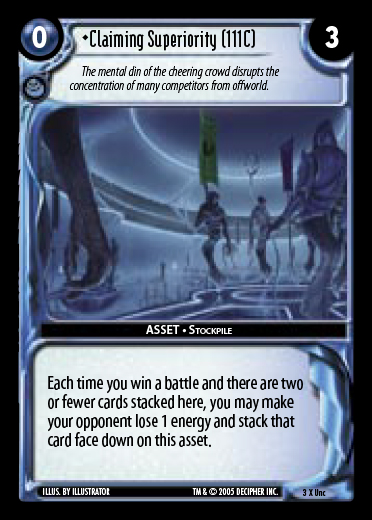 0 •Claiming Superiority (111C) 3
The mental din of the cheering crowd disrupts the
concentration of many competitors from offworld.
ASSET • STOCKPILE
Each time you win a battle and there are two
or fewer cards stacked here, you may make
your opponent lose 1 energy and stack that
card face down on this asset.
ILLUS. BY ILLUSTRATOR TM & © 2005 DECIPHER INC. 3 X Unc